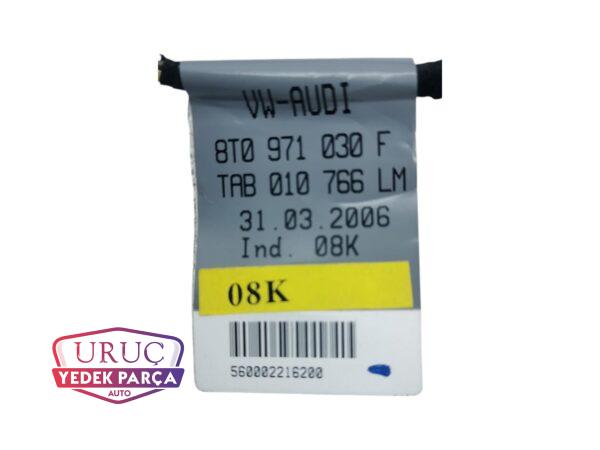 VW-AUDI
8T0 971 030 F
TAB 010 766 LM
31.03.2006
Ind. 08K
08K
560002216200
URUÇ
YEDEK PARÇA
AUTO